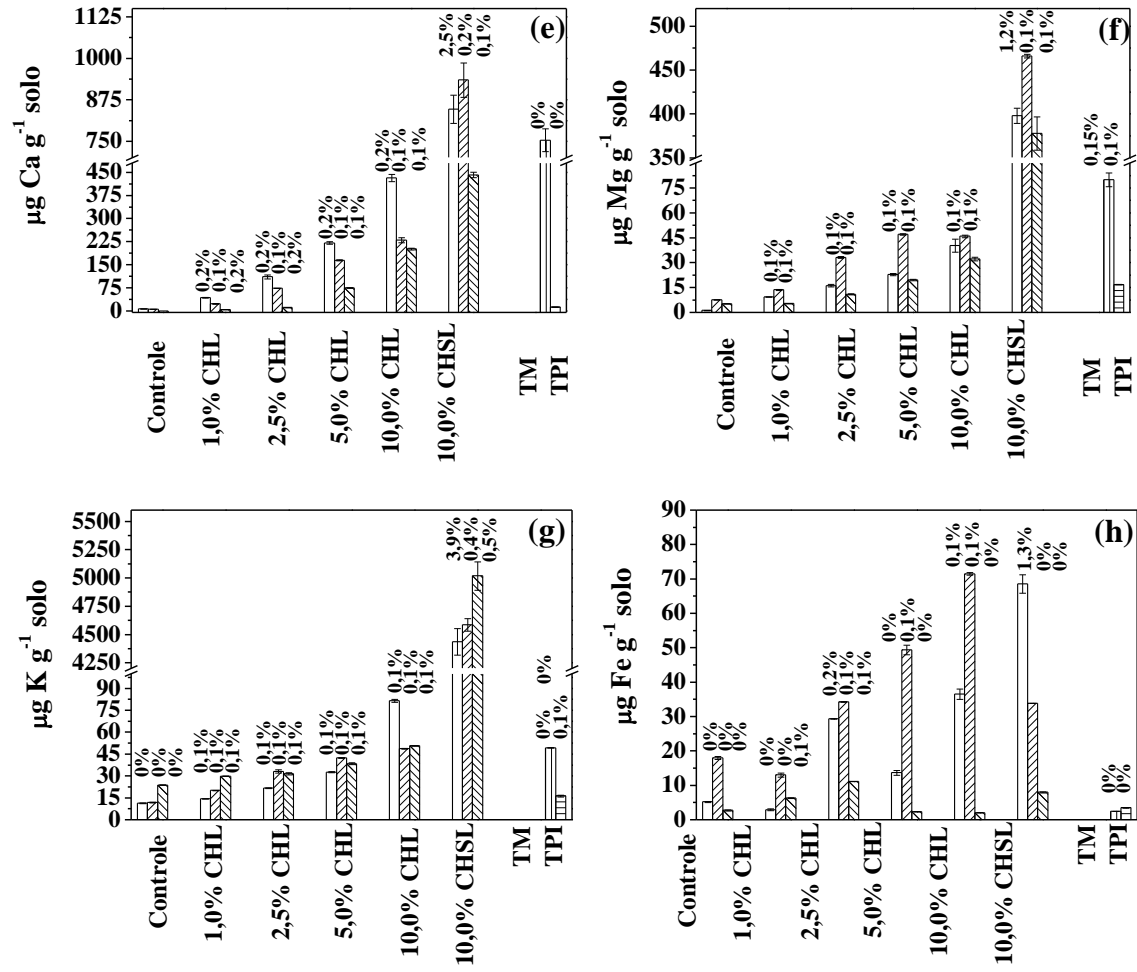 (e)
µg Ca g⁻¹ solo
1125
1000
875
750
450
375
300
225
150
75
0
0,2%
0,1%
0,2%
0,2%
0,1%
0,2%
0,2%
0,1%
0,1%
0,2%
0,1%
0,1%
2,5%
0,2%
0,1%
0%
0%
Controle
1,0% CHL
2,5% CHL
5,0% CHL
10,0% CHL
10,0% CHSL
TM
TPI
(f)
µg Mg g⁻¹ solo
500
450
400
350
75
60
45
30
15
0
0,1%
0,1%
0,1%
0,1%
0,1%
0,1%
0,1%
0,1%
1,2%
0,1%
0,1%
0,15%
0,1%
Controle
1,0% CHL
2,5% CHL
5,0% CHL
10,0% CHL
10,0% CHSL
TM
TPI
(g)
µg K g⁻¹ solo
5500
5250
5000
4750
4500
4250
90
75
60
45
30
15
0
0%
0%
0%
0,1%
0,1%
0,1%
0,1%
0,1%
0,1%
0,1%
0,1%
0,1%
0,1%
0,1%
0,1%
3,9%
0,4%
0,5%
0%
0%
0,1%
Controle
1,0% CHL
2,5% CHL
5,0% CHL
10,0% CHL
10,0% CHSL
TM
TPI
(h)
µg Fe g⁻¹ solo
90
80
70
60
50
40
30
20
10
0
0%
0%
0%
0%
0%
0,1%
0,2%
0,1%
0,1%
0%
0,1%
0%
0,1%
0,1%
0%
1,3%
0%
0%
0%
0%
Controle
1,0% CHL
2,5% CHL
5,0% CHL
10,0% CHL
10,0% CHSL
TM
TPI